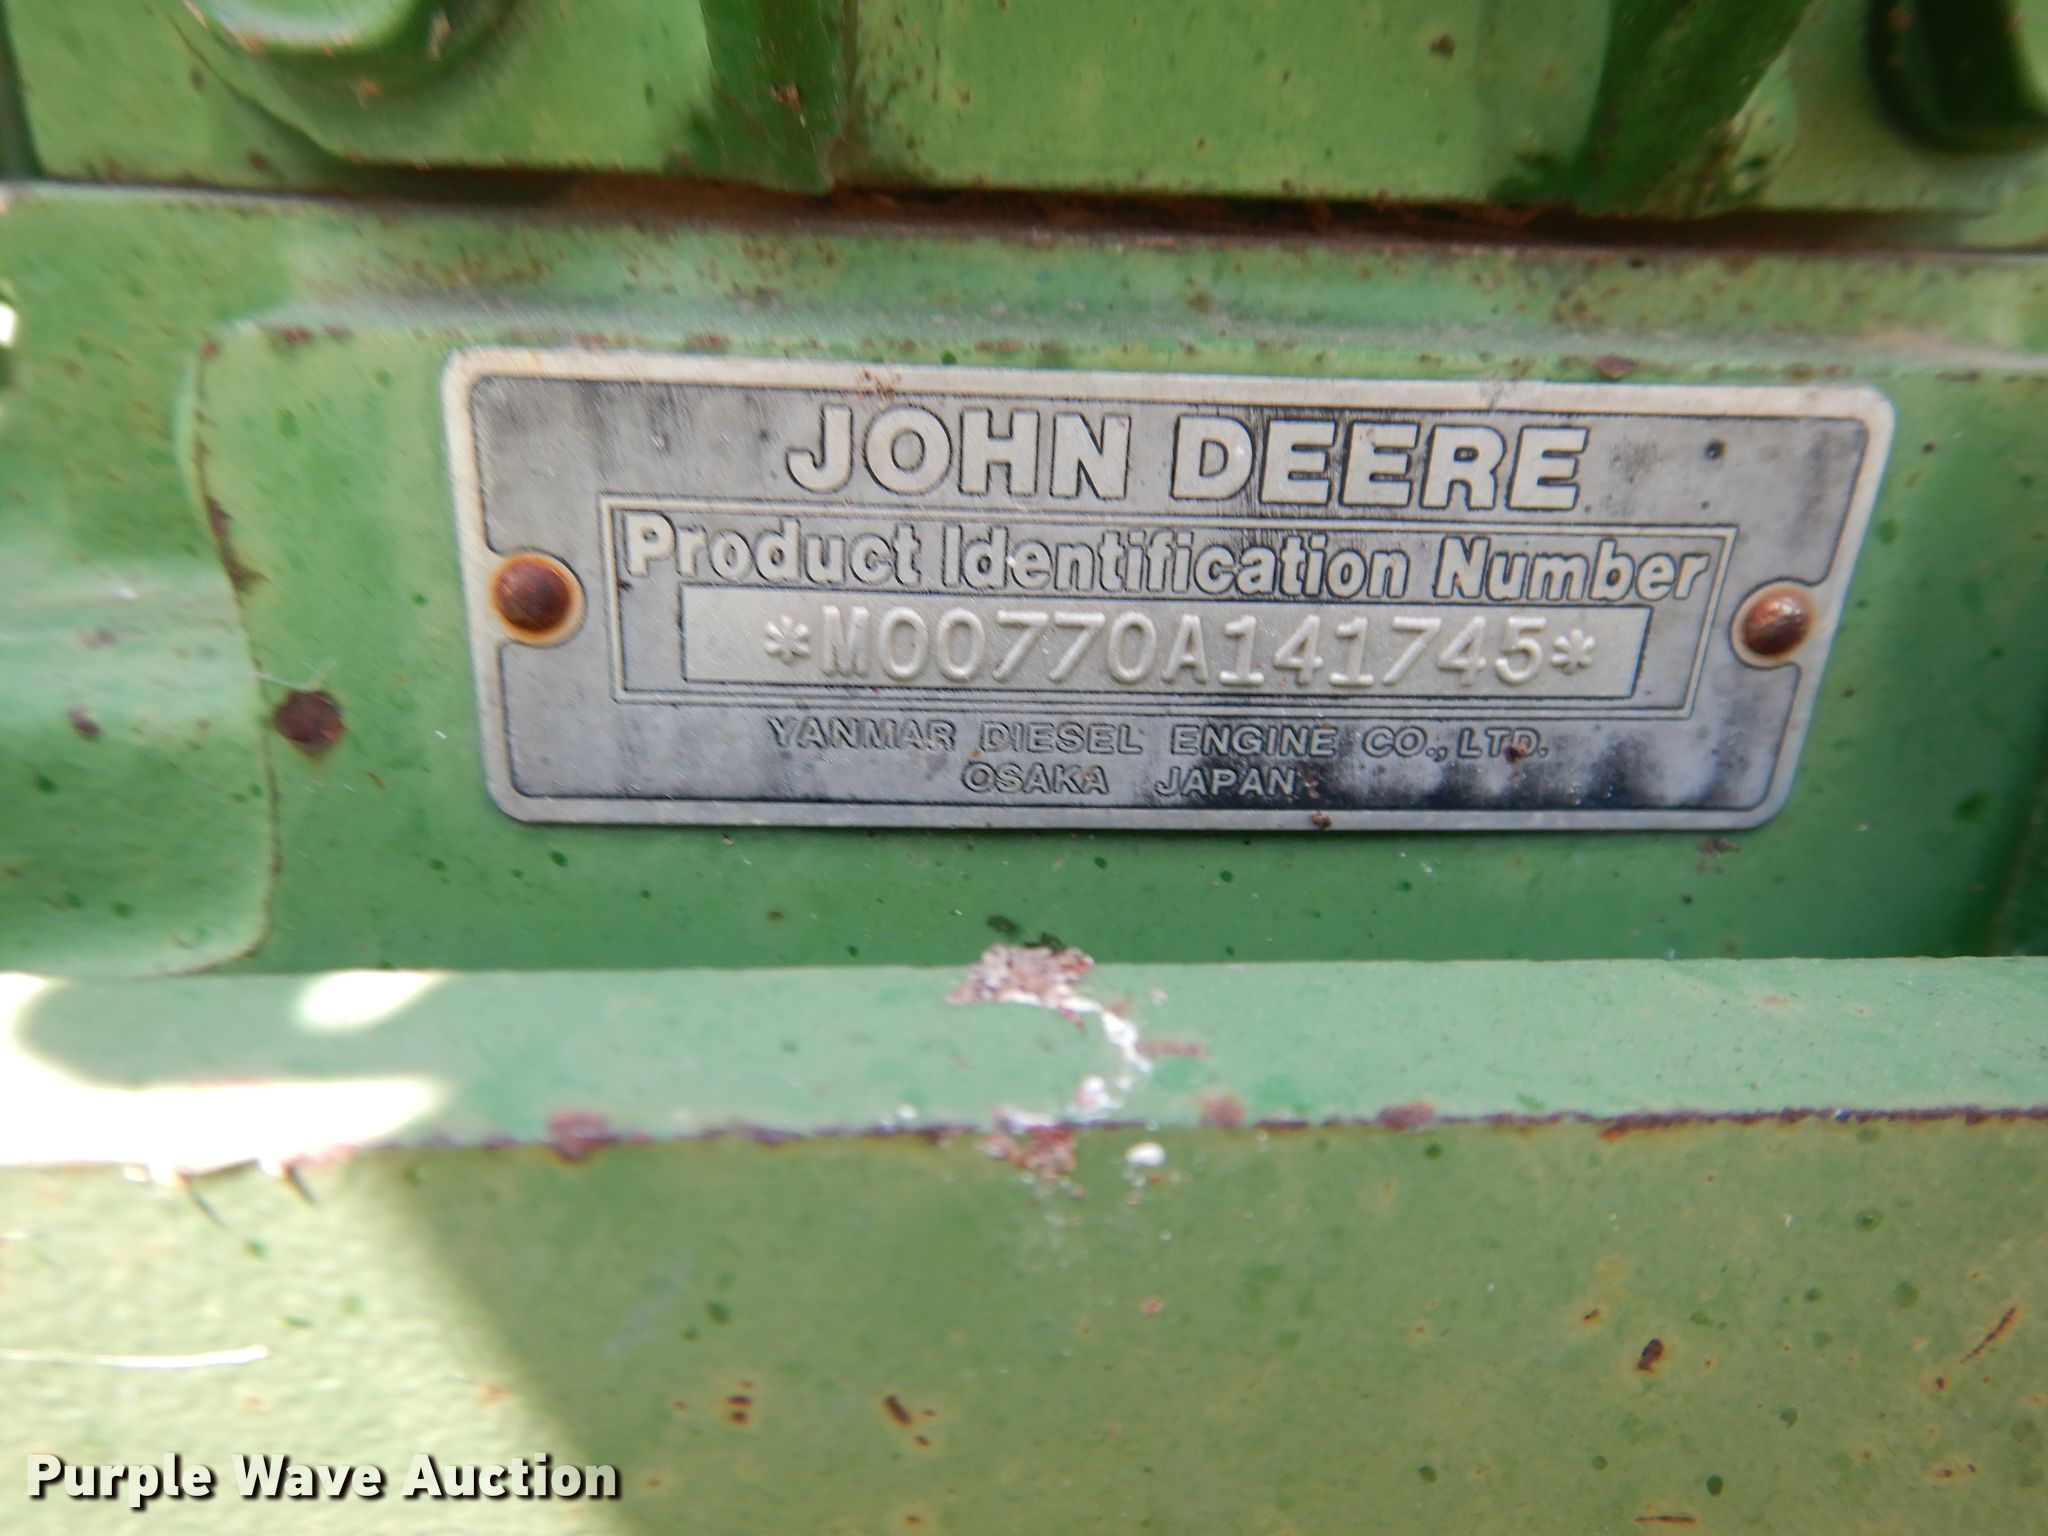 JOHN DEERE
Product Identification Number
*M00770A141745*
YANMAR DIESEL ENGINE CO., LTD.
OSAKA JAPAN
Purple Wave Auction